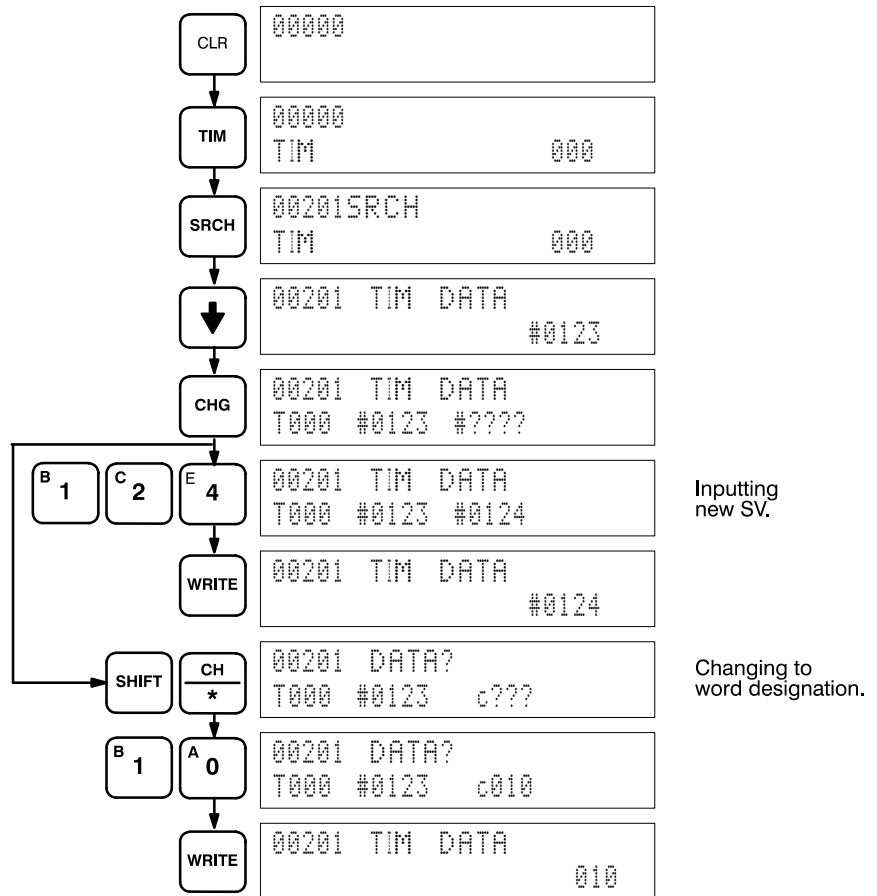 CLR
00000
TIM
00000
TIM 000
SRCH
00201SRCH
TIM 000
00201 TIM DATA
#0123
CHG
00201 TIM DATA
T000 #0123 #????
B 1 C 2 E 4
00201 TIM DATA
T000 #0123 #0124
Inputting
new SV.
WRITE
00201 TIM DATA
#0124
SHIFT CH
*
00201 DATA?
T000 #0123 c???
Changing to
word designation.
B 1 A 0
00201 DATA?
T000 #0123 c010
WRITE
00201 TIM DATA
010